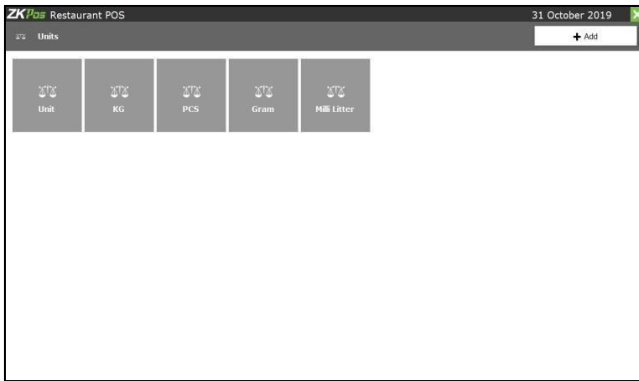 ZKPos Restaurant POS 31 October 2019
Units + Add
Unit KG PCS Gram Milli Litter